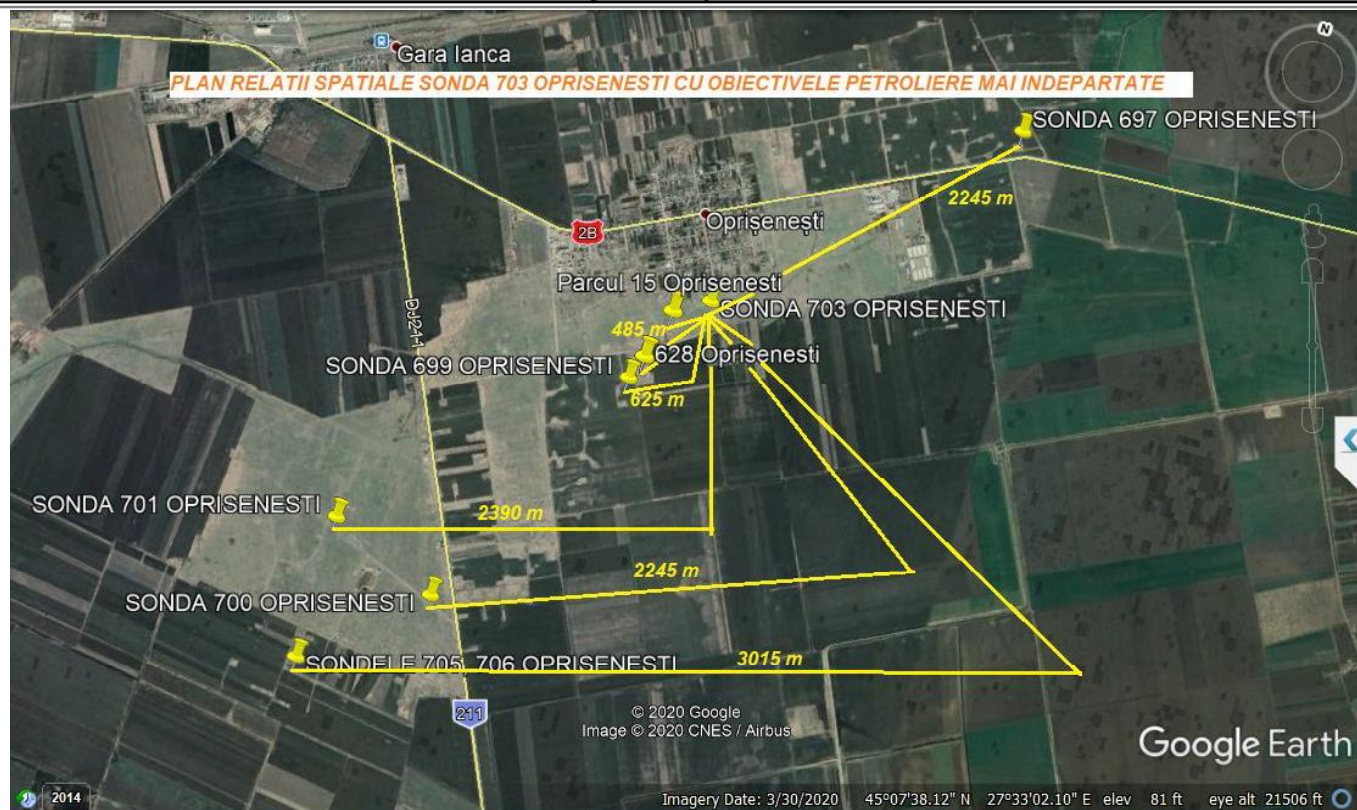 Gara Ianca
N
PLAN RELATII SPATIALE SONDA 703 OPRISENESTI CU OBIECTIVELE PETROLIERE MAI INDEPARTATE
SONDA 697 OPRISENESTI
2245 m
Oprișenești
2B
Parcul 15 Oprisenesti
DJ211
SONDA 703 OPRISENESTI
485 m
628 Oprisenesti
SONDA 699 OPRISENESTI
625 m
SONDA 701 OPRISENESTI
2390 m
2245 m
SONDA 700 OPRISENESTI
SONDELE 705, 706 OPRISENESTI
3015 m
211
© 2020 Google
Image © 2020 CNES / Airbus
Google Earth
2014
Imagery Date: 3/30/2020 45°07'38.12" N 27°33'02.10" E elev 81 ft eye alt 21506 ft